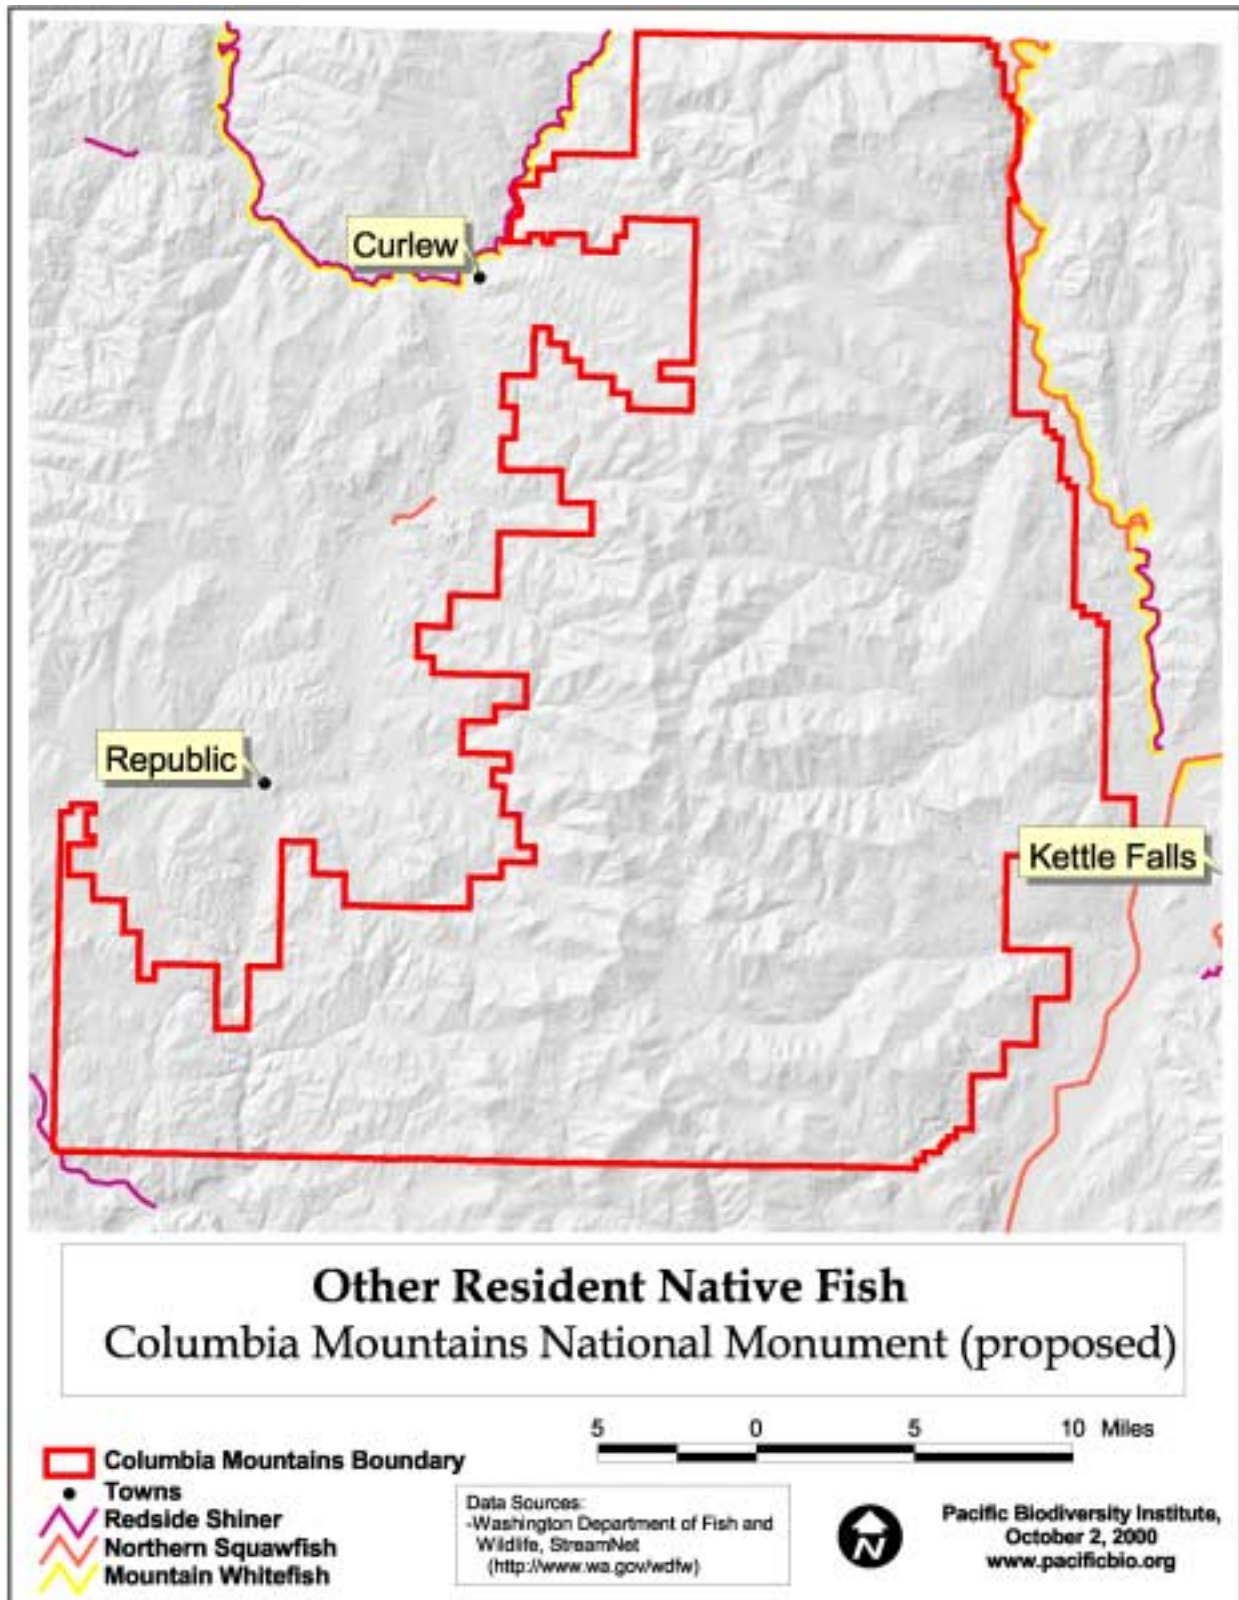 Curlew
Republic
Kettle Falls
Other Resident Native Fish
Columbia Mountains National Monument (proposed)
5 0 5 10 Miles
Columbia Mountains Boundary
Towns
Redside Shiner
Northern Squawfish
Mountain Whitefish
Data Sources:
-Washington Department of Fish and
Wildlife, StreamNet
(http://www.wa.gov/wdfw)
N
Pacific Biodiversity Institute,
October 2, 2000
www.pacificbio.org